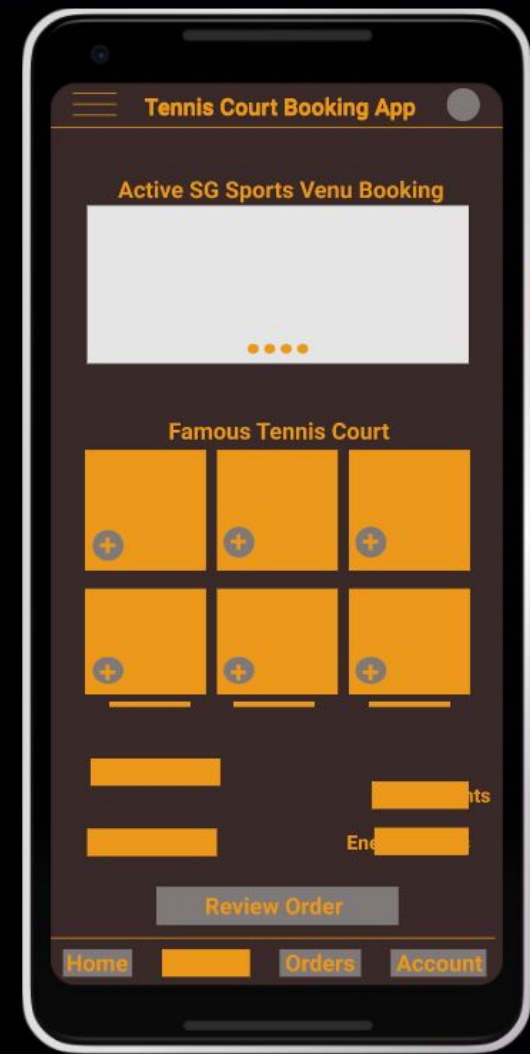 Tennis Court Booking App
Active SG Sports Venu Booking
Famous Tennis Court
Review Order
Home
Orders
Account